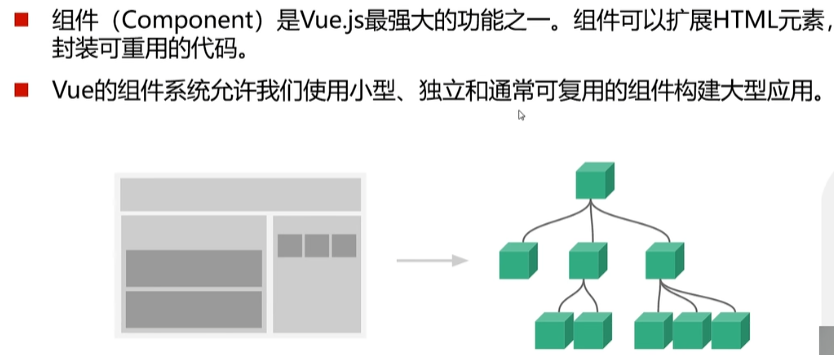 组件（Component）是Vue.js最强大的功能之一。组件可以扩展HTML元素，
封装可重用的代码。
Vue的组件系统允许我们使用小型、独立和通常可复用的组件构建大型应用。